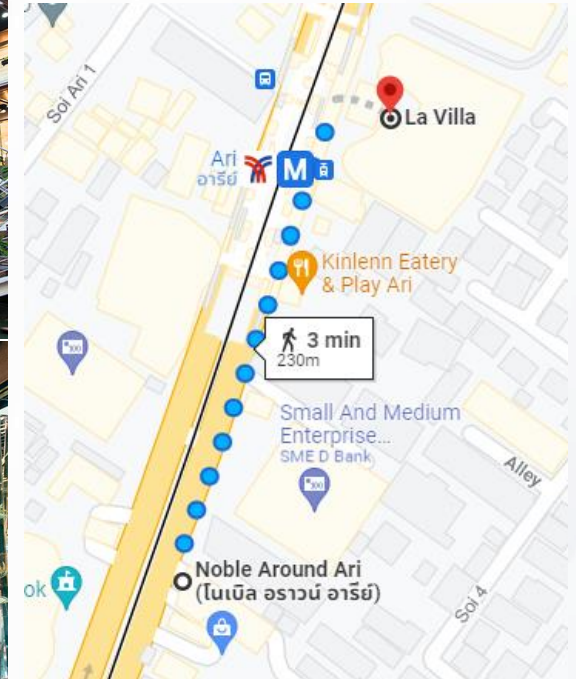 Soi Ari 1
La Villa
Ari
อารีย์
M
Kinlenn Eatery
& Play Ari
3 min
230m
Small And Medium
Enterprise...
SME D Bank
Alley
Noble Around Ari
(โนเบิล อราวน์ อารีย์)
ok
Soi 4